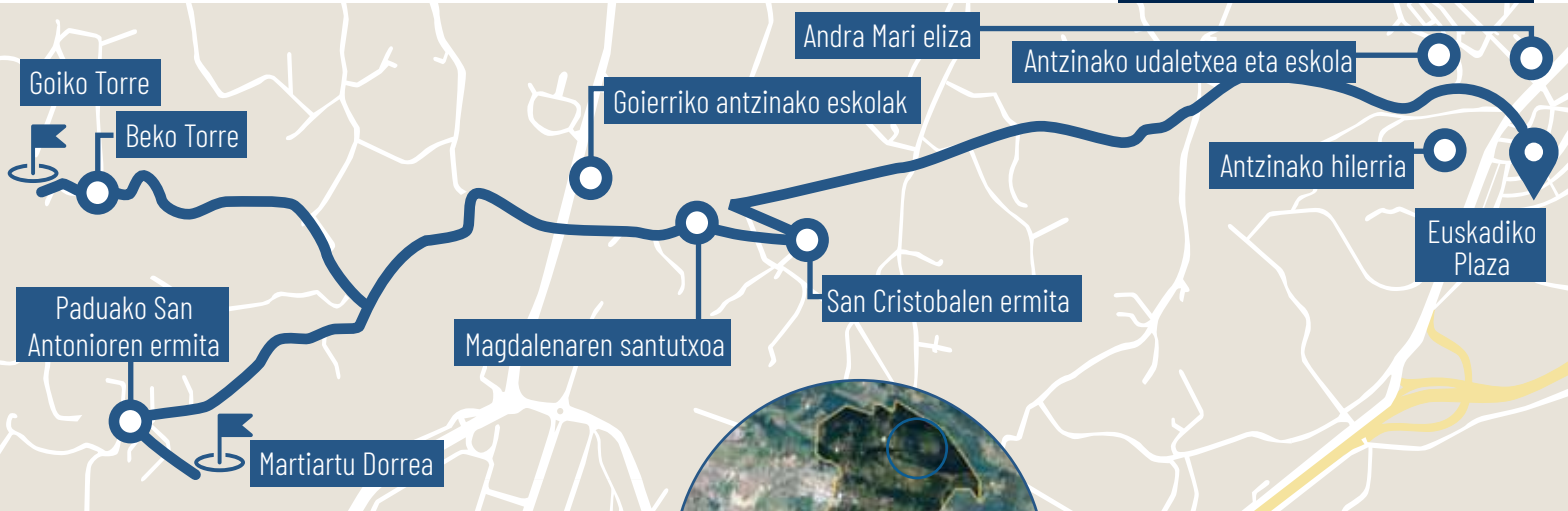 Andra Mari eliza
Antzinako udaletxea eta eskola
Goiko Torre
Goierriko antzinako eskolak
Beko Torre
Antzinako hilerria
Euskadiko
Plaza
San Cristobalen ermita
Paduako San
Antonioren ermita
Magdalenaren santutxoa
Martiartu Dorrea